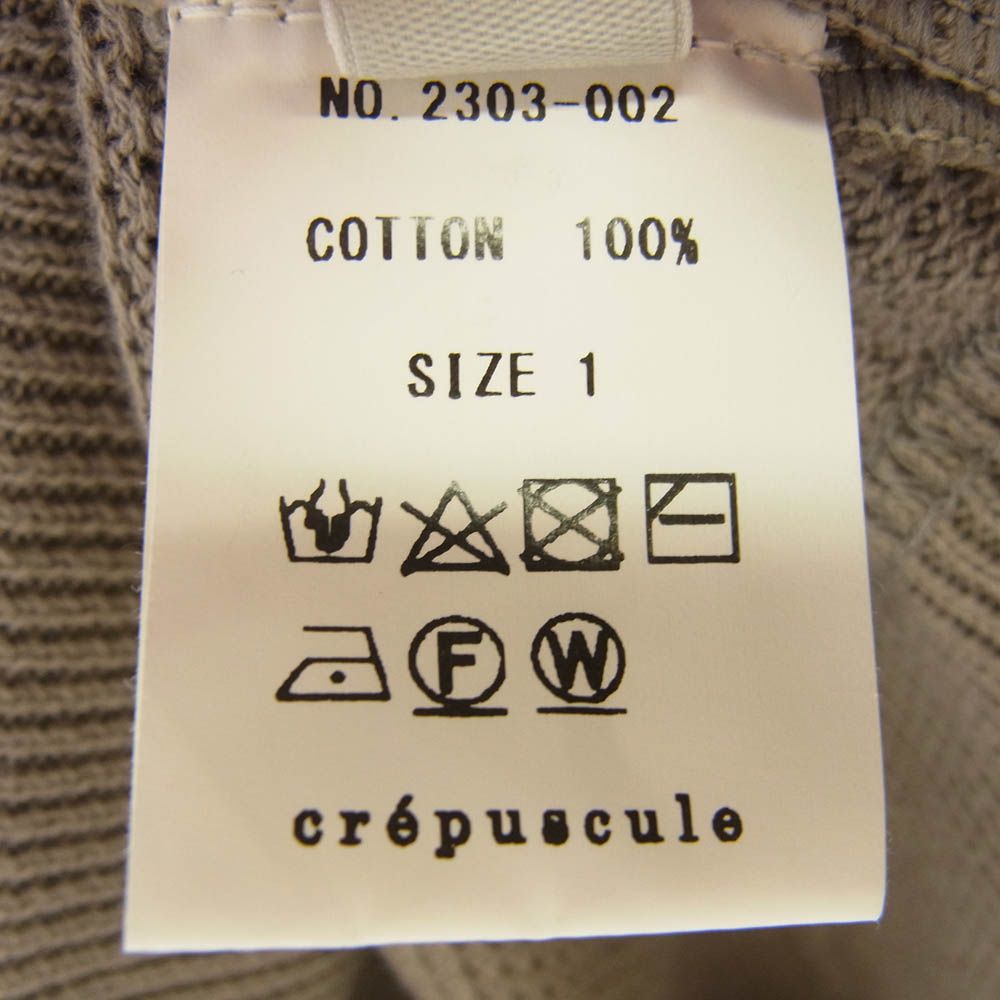 NO. 2303-002
COTTON 100%
SIZE 1
F W
crépuscule